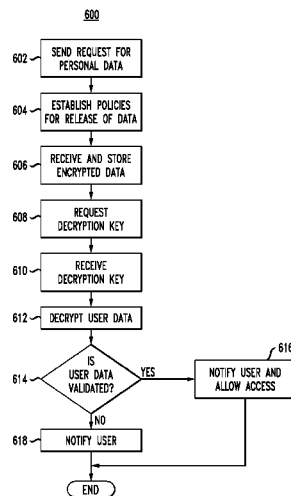 600
602
SEND REQUEST FOR
PERSONAL DATA
604
ESTABLISH POLICIES
FOR RELEASE OF DATA
606
RECEIVE AND STORE
ENCRYPTED DATA
608
REQUEST
DECRYPTION KEY
610
RECEIVE
DECRYPTION KEY
612
DECRYPT USER DATA
614
IS
USER DATA
VALIDATED?
YES
616
NOTIFY USER AND
ALLOW ACCESS
NO
618
NOTIFY USER
END